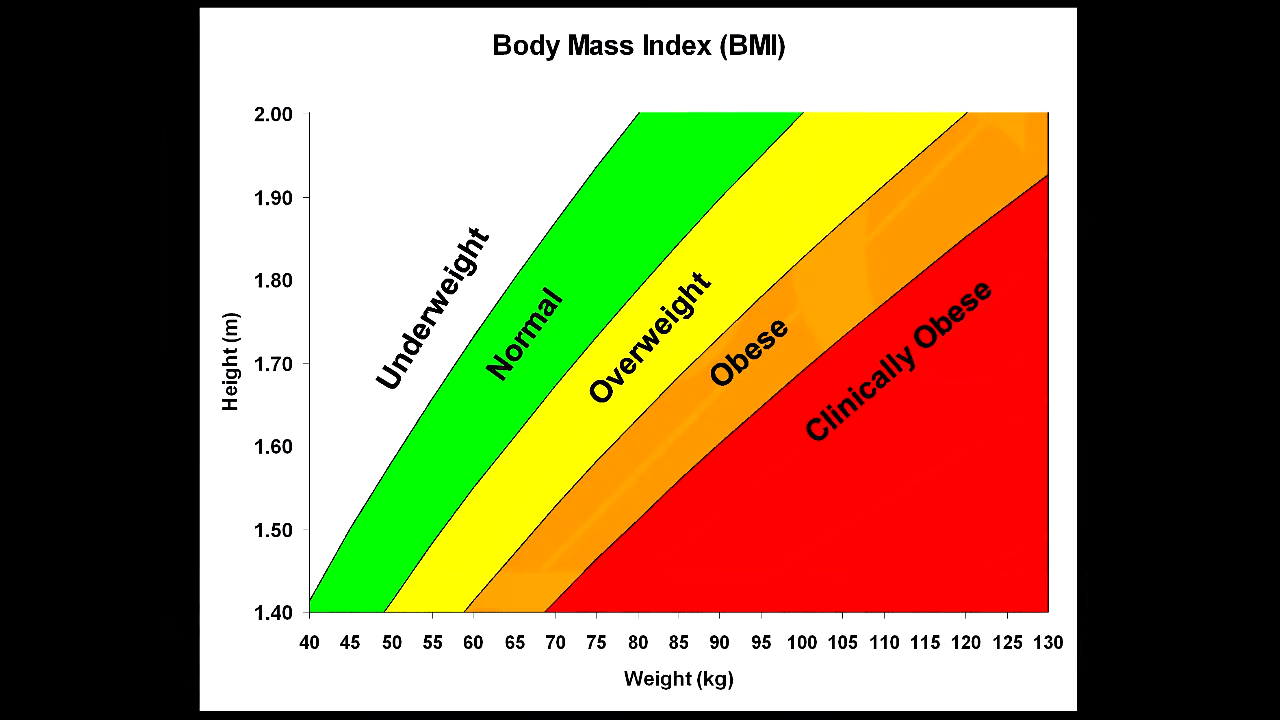 Body Mass Index (BMI)
2.00
1.90
1.80
1.70
1.60
1.50
1.40
Height (m)
Underweight
Normal
Overweight
Obese
Clinically Obese
40 45 50 55 60 65 70 75 80 85 90 95 100 105 110 115 120 125 130
Weight (kg)